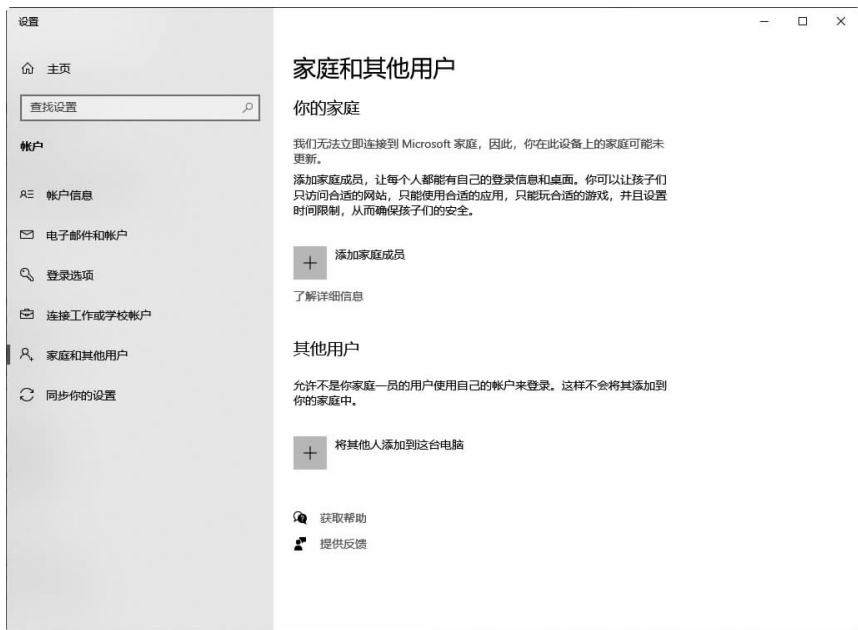 设置
主页
查找设置
帐户
帐户信息
电子邮件和帐户
登录选项
连接工作或学校帐户
家庭和其他用户
同步你的设置
家庭和其他用户
你的家庭
我们无法立即连接到 Microsoft 家庭，因此，你在此设备上的家庭可能未
更新。
添加家庭成员，让每个人都能有自己的登录信息和桌面。你可以让孩子们
只访问合适的网站，只能使用合适的应用，只能玩合适的游戏，并且设置
时间限制，从而确保孩子们的安全。
添加家庭成员
了解详细信息
其他用户
允许不是你家庭一员的用户使用自己的帐户来登录。这样不会将其添加到
你的家庭中。
将其他人添加到这台电脑
获取帮助
提供反馈